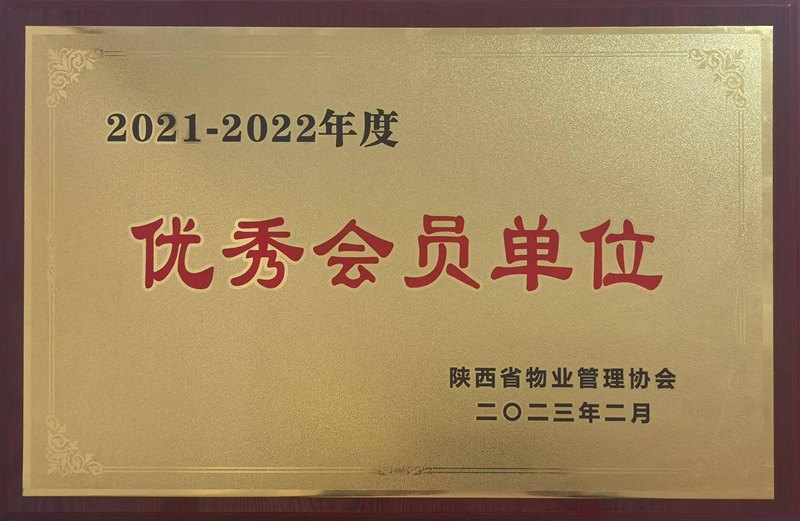 2021-2022年度
优秀会员单位
陕西省物业管理协会
二〇二三年二月